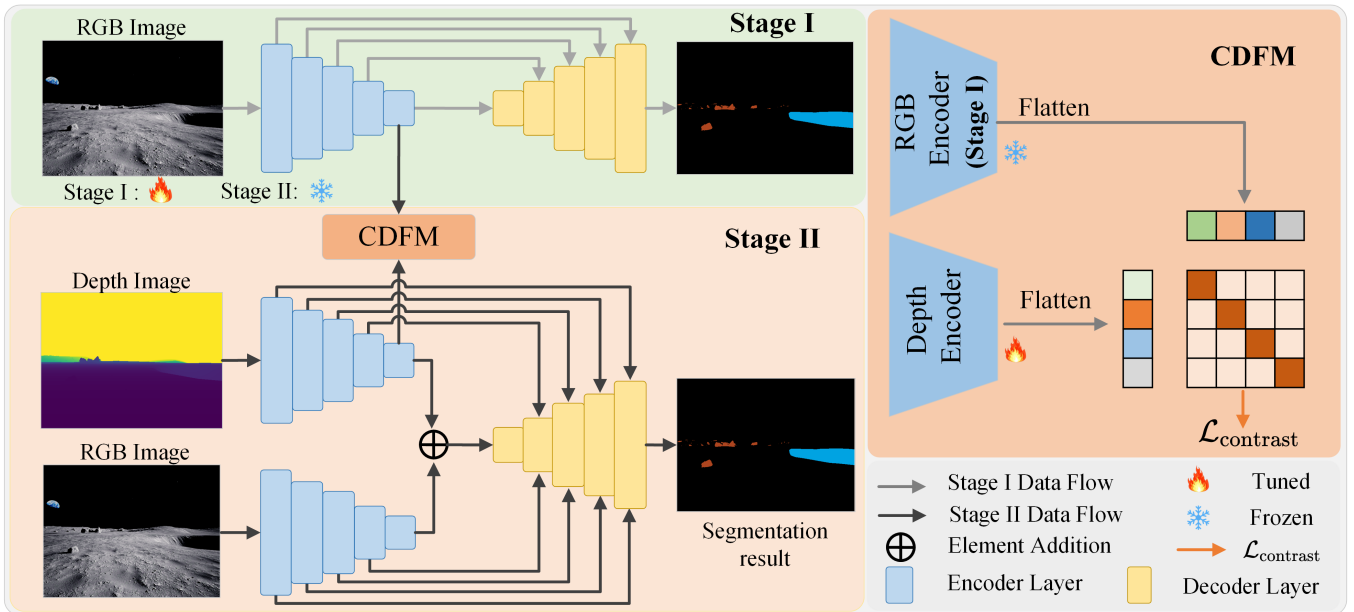 RGB Image
Stage I
Stage I :
Stage II:
CDFM
Stage II
Depth Image
RGB Image
Segmentation
result
CDFM
RGB
Encoder
(Stage I)
Flatten
Depth
Encoder
Flatten
ℒcontrast
Stage I Data Flow
Tuned
Stage II Data Flow
Frozen
Element Addition
ℒcontrast
Encoder Layer
Decoder Layer